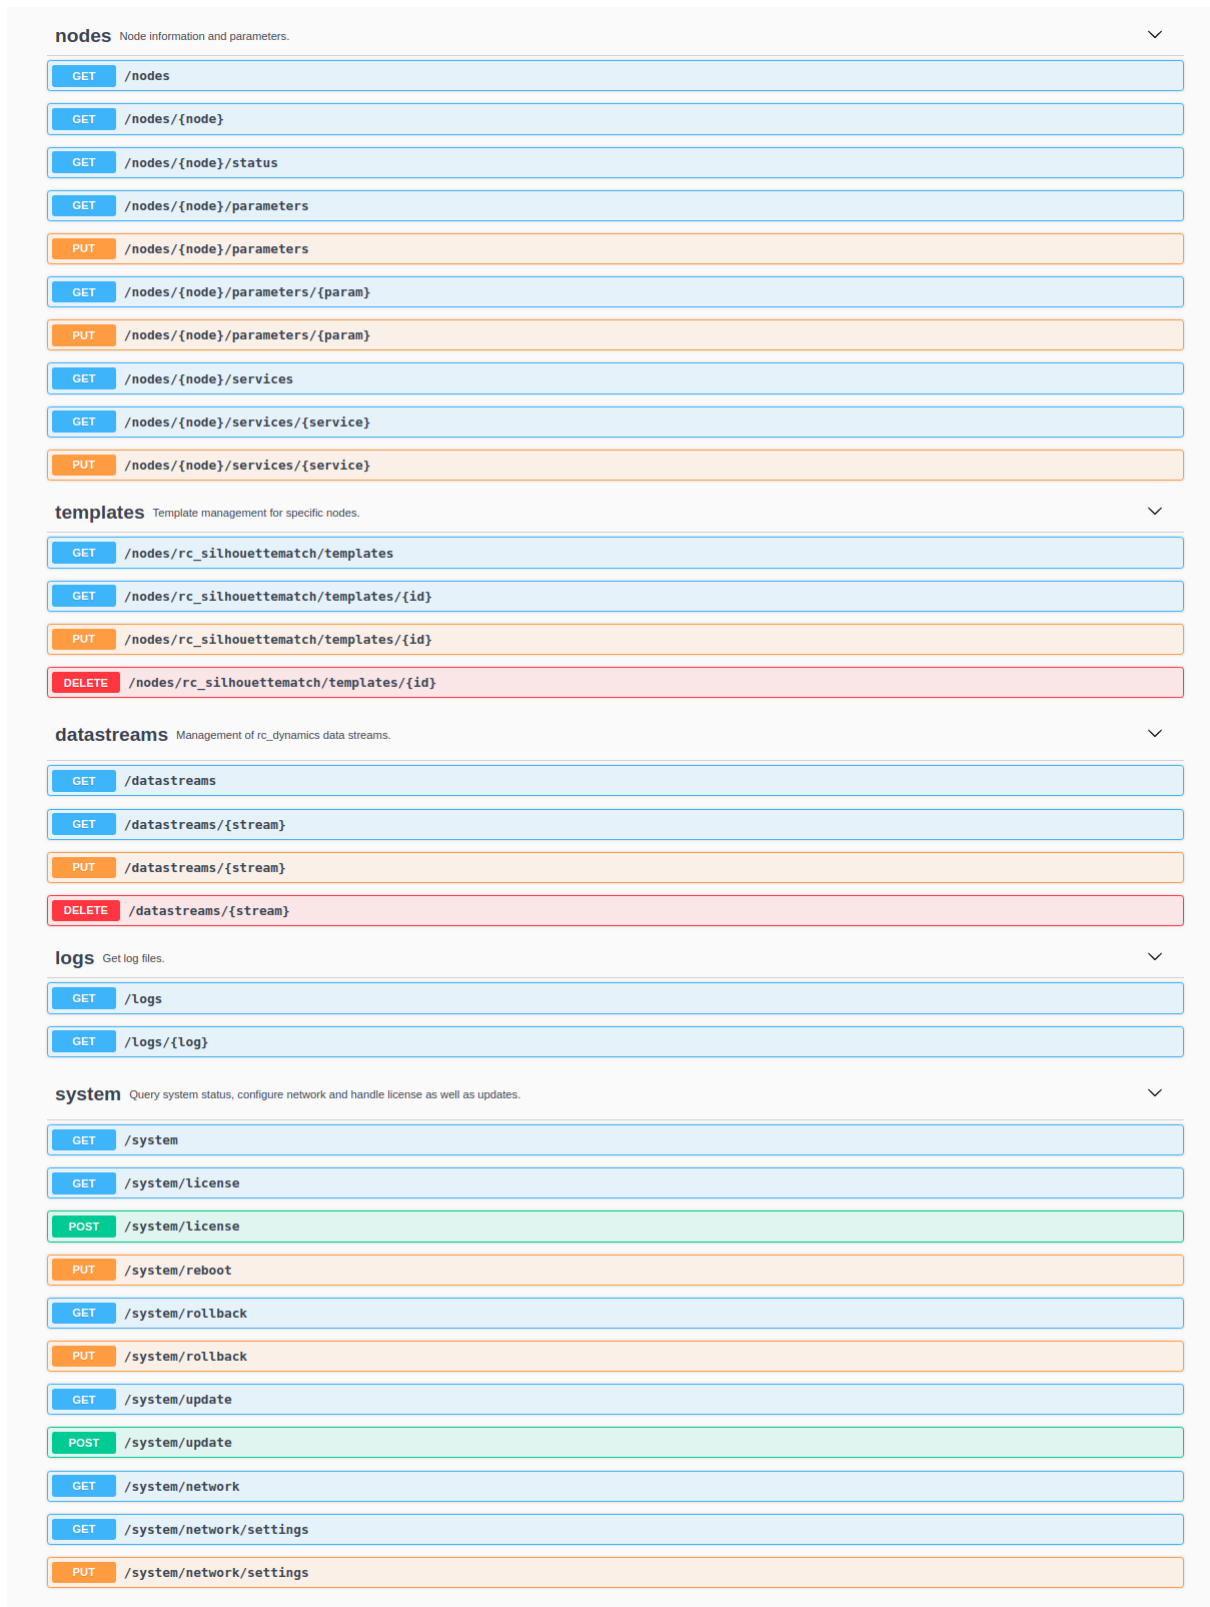 nodes Node information and parameters.
GET /nodes
GET /nodes/{node}
GET /nodes/{node}/status
GET /nodes/{node}/parameters
PUT /nodes/{node}/parameters
GET /nodes/{node}/parameters/{param}
PUT /nodes/{node}/parameters/{param}
GET /nodes/{node}/services
GET /nodes/{node}/services/{service}
PUT /nodes/{node}/services/{service}
templates Template management for specific nodes.
GET /nodes/rc_silhouettematch/templates
GET /nodes/rc_silhouettematch/templates/{id}
PUT /nodes/rc_silhouettematch/templates/{id}
DELETE /nodes/rc_silhouettematch/templates/{id}
datastreams Management of rc_dynamics data streams.
GET /datastreams
GET /datastreams/{stream}
PUT /datastreams/{stream}
DELETE /datastreams/{stream}
logs Get log files.
GET /logs
GET /logs/{log}
system Query system status, configure network and handle license as well as updates.
GET /system
GET /system/license
POST /system/license
PUT /system/reboot
GET /system/rollback
PUT /system/rollback
GET /system/update
POST /system/update
GET /system/network
GET /system/network/settings
PUT /system/network/settings